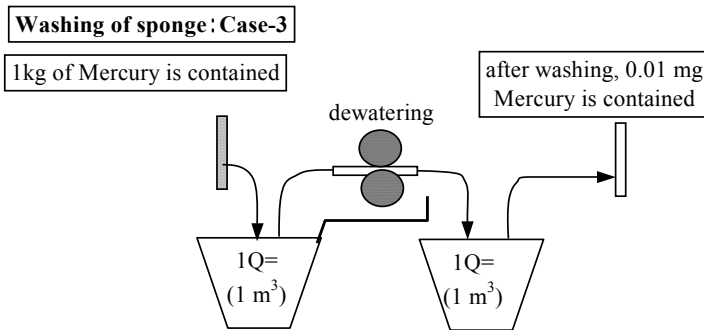 Washing of sponge: Case-3
1kg of Mercury is contained
after washing, 0.01 mg
Mercury is contained
dewatering
1Q=
(1 m³)
1Q=
(1 m³)